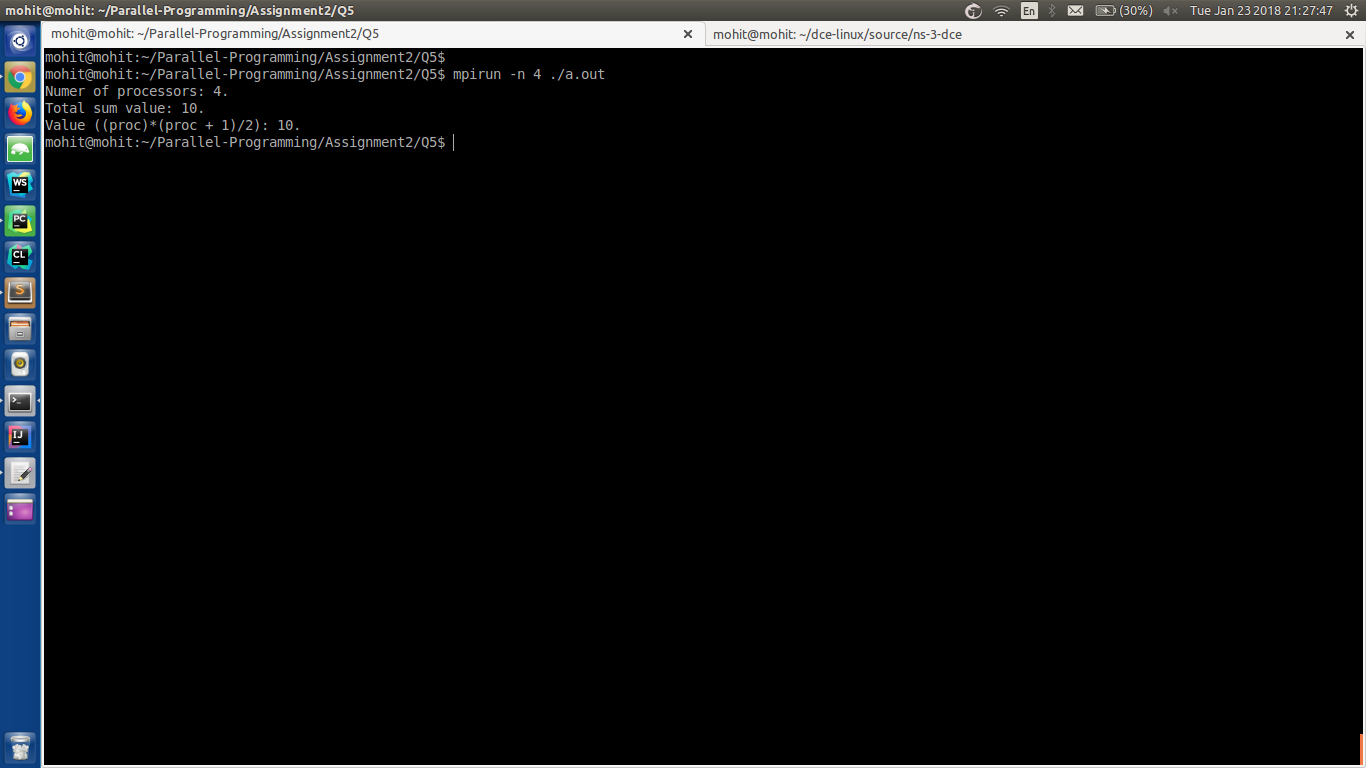 mohit@mohit: ~/Parallel-Programming/Assignment2/Q5
En
(30%)
Tue Jan 23 2018 21:27:47
mohit@mohit: ~/Parallel-Programming/Assignment2/Q5
mohit@mohit: ~/dce-linux/source/ns-3-dce
mohit@mohit:~/Parallel-Programming/Assignment2/Q5$
mohit@mohit:~/Parallel-Programming/Assignment2/Q5$ mpirun -n 4 ./a.out
Numer of processors: 4.
Total sum value: 10.
Value ((proc)*(proc + 1)/2): 10.
mohit@mohit:~/Parallel-Programming/Assignment2/Q5$
WS
PC
CL
S
>_
IJ